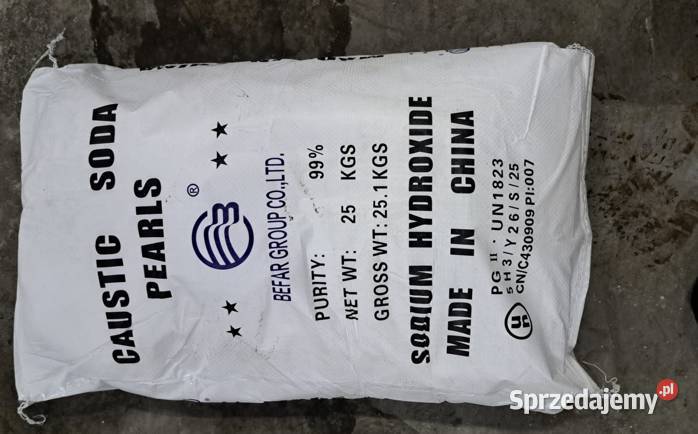 CAUSTIC SODA
PEARLS
®
BEFAR GROUP CO.,LTD.
PURITY: 99%
NET WT: 25 KGS
GROSS WT: 25.1 KGS
SODIUM HYDROXIDE
MADE IN CHINA
PG II · UN1823
5H3/Y26/S/25
CN/C430909 PI:007
un
Sprzedajemy.pl